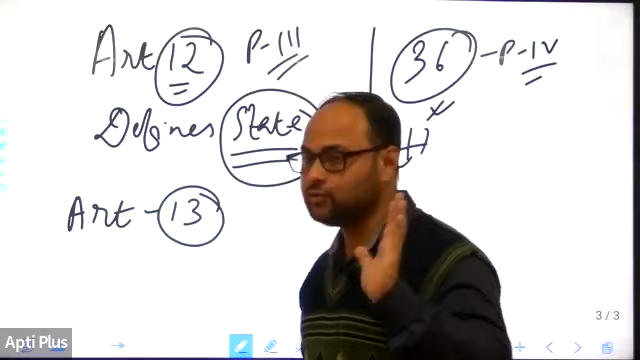 Art 12 P-III | 36 - P-IV
Defines State
Art - 13
3 / 3
Apti Plus